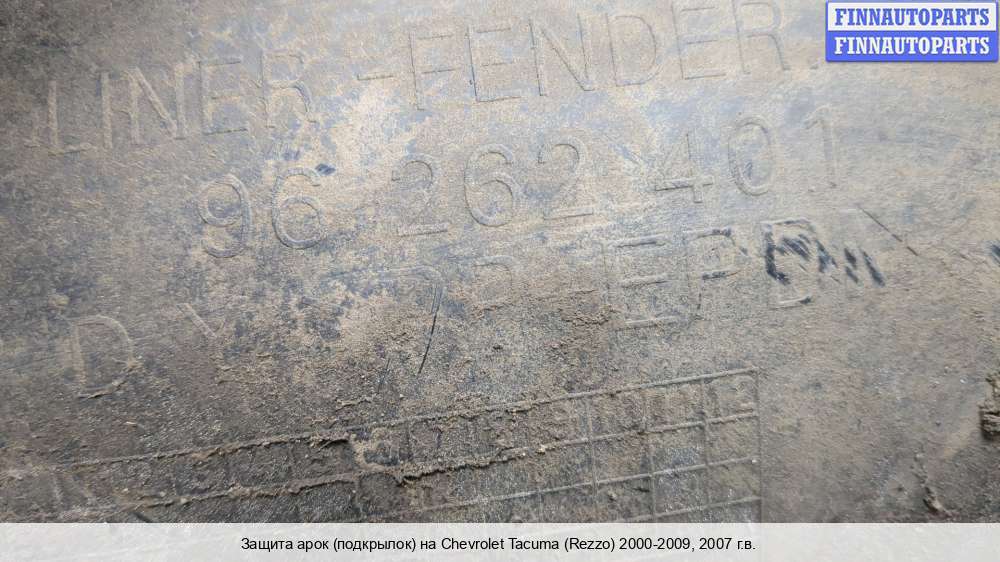 FINNAUTOPARTS
FINNAUTOPARTS
LINER-FENDER.
96 262 401
Защита арок (подкрылок) на Chevrolet Tacuma (Rezzo) 2000-2009, 2007 г.в.